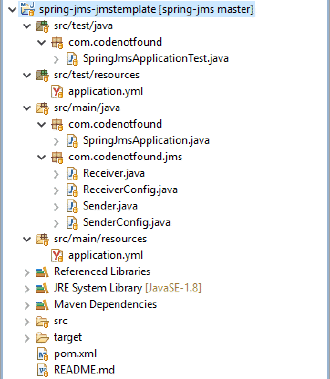 spring-jms-jmstemplate [spring-jms master]
src/test/java
com.codenotfound
SpringJmsApplicationTest.java
src/test/resources
application.yml
src/main/java
com.codenotfound
SpringJmsApplication.java
com.codenotfound.jms
Receiver.java
ReceiverConfig.java
Sender.java
SenderConfig.java
src/main/resources
application.yml
Referenced Libraries
JRE System Library [JavaSE-1.8]
Maven Dependencies
src
target
pom.xml
README.md